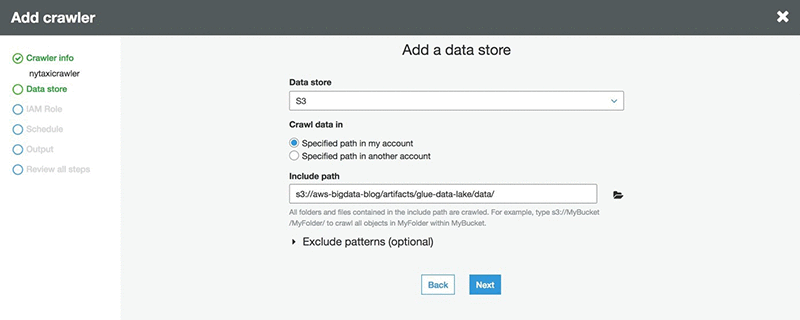 Add crawler
Crawler info
nytaxicrawler
Data store
IAM Role
Schedule
Output
Review all steps
Add a data store
Data store
S3
Crawl data in
Specified path in my account
Specified path in another account
Include path
s3://aws-bigdata-blog/artifacts/glue-data-lake/data/
All folders and files contained in the include path are crawled. For example, type s3://MyBucket
/MyFolder/ to crawl all objects in MyFolder within MyBucket.
Exclude patterns (optional)
Back
Next